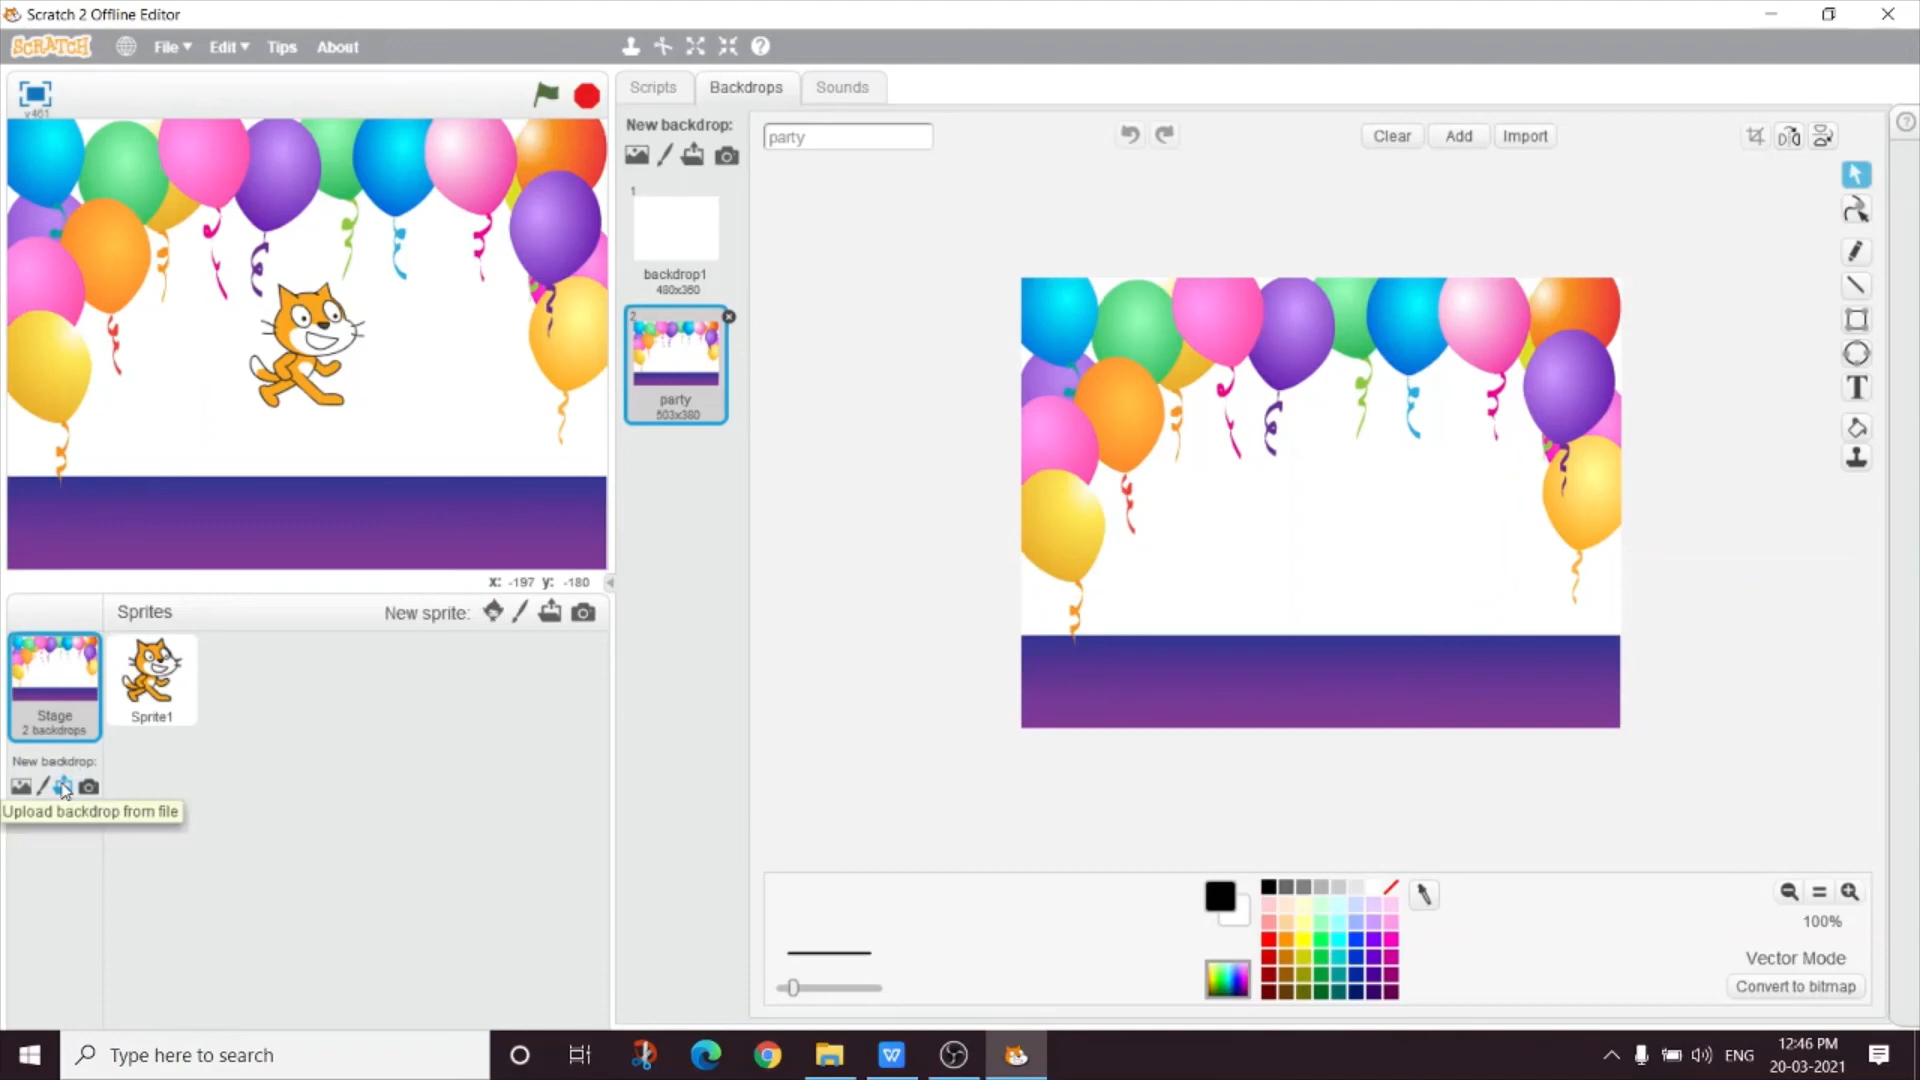 Scratch 2 Offline Editor
SCRATCH File Edit Tips About
v461
Scripts Backdrops Sounds
New backdrop:
party
Clear Add Import
1
backdrop1
480x360
2
party
503x380
X: -197 y: -180
Sprites New sprite:
Stage
2 backdrops
Sprite1
New backdrop:
Upload backdrop from file
T
100%
Vector Mode
Convert to bitmap
Type here to search
ENG
12:46 PM
20-03-2021